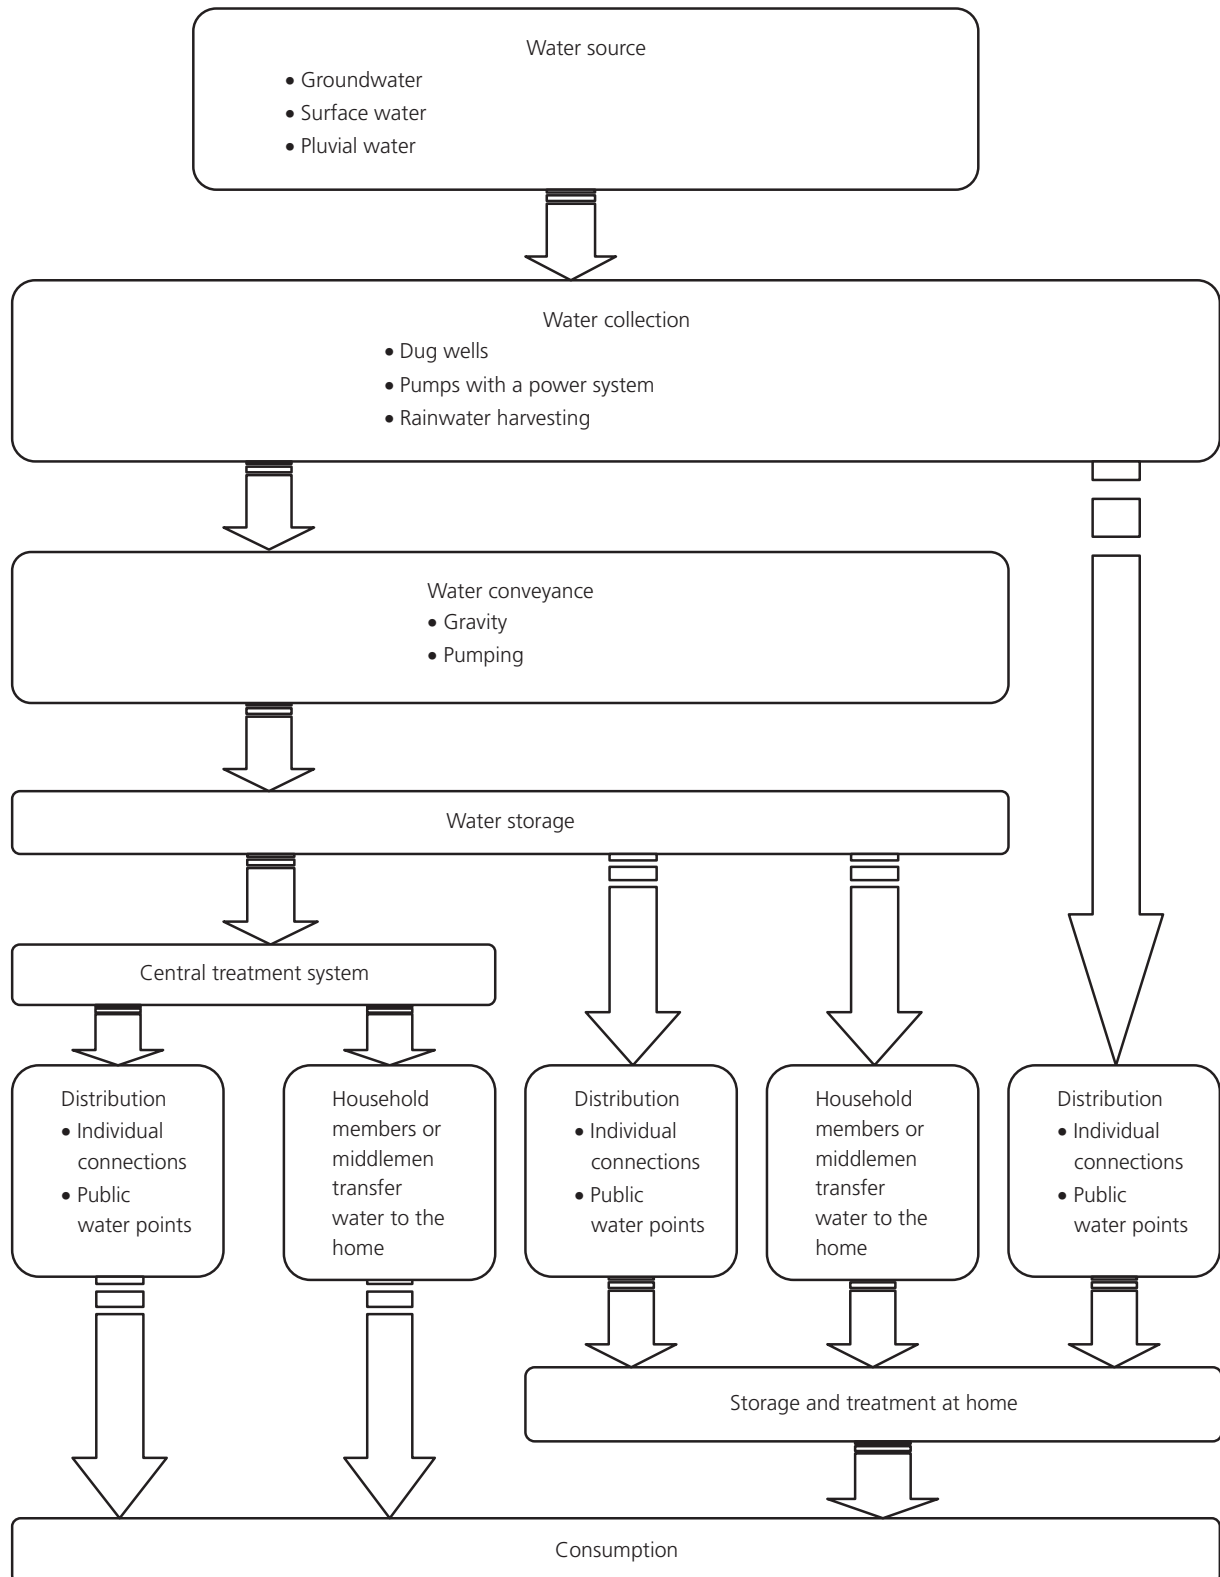 Water source
• Groundwater
• Surface water
• Pluvial water
Water collection
• Dug wells
• Pumps with a power system
• Rainwater harvesting
Water conveyance
• Gravity
• Pumping
Water storage
Central treatment system
Distribution
• Individual
connections
• Public
water points
Household
members or
middlemen
transfer
water to the
home
Distribution
• Individual
connections
• Public
water points
Household
members or
middlemen
transfer
water to the
home
Distribution
• Individual
connections
• Public
water points
Storage and treatment at home
Consumption